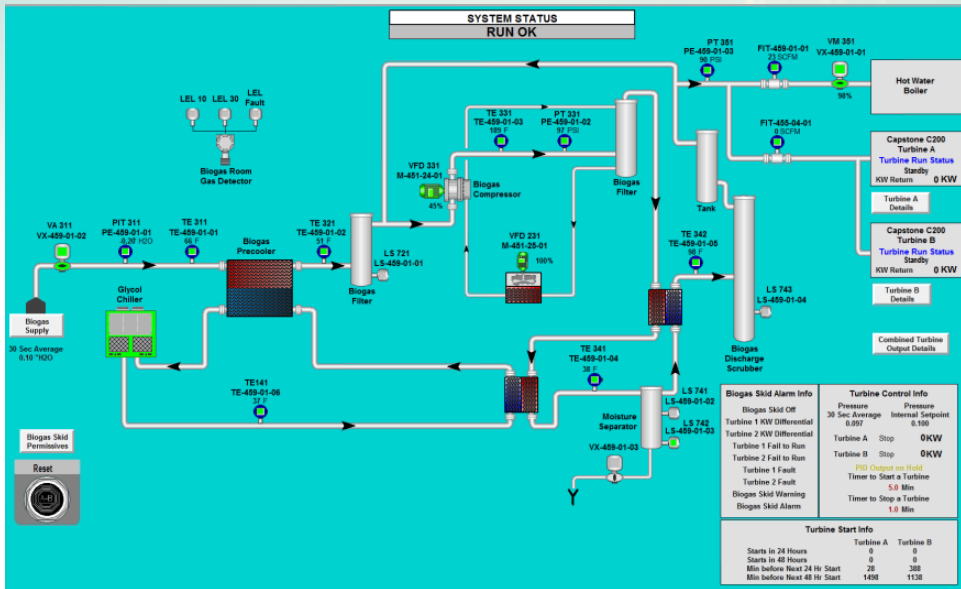 SYSTEM STATUS
RUN OK
PT 351
PE-459-01-03
96 PSI
FIT-459-01-01
23 SCFM
VM 351
VX-459-01-01
98%
Hot Water
Boiler
LEL 10
LEL 30
LEL
Fault
Biogas Room
Gas Detector
TE 331
TE-459-01-03
189 F
PT 331
PE-459-01-02
97 PSI
VFD 331
M-451-24-01
45%
Biogas
Compressor
Biogas
Filter
FIT-455-04-01
0 SCFM
Tank
Capstone C200
Turbine A
Turbine Run Status
Standby
KW Return 0 KW
Turbine A
Details
Capstone C200
Turbine B
Turbine Run Status
Standby
KW Return 0 KW
Turbine B
Details
Combined Turbine
Output Details
VA 311
VX-459-01-02
PIT 311
PE-459-01-01
-0.20" H2O
TE 311
TE-459-01-01
66 F
Biogas
Precooler
TE 321
TE-459-01-02
51 F
LS 721
LS-459-01-01
Biogas
Filter
VFD 231
M-451-25-01
100%
TE 342
TE-459-01-05
98 F
LS 743
LS-459-01-04
Biogas
Discharge
Scrubber
Biogas
Supply
30 Sec Average
0.10 "H2O
Glycol
Chiller
TE141
TE-459-01-06
37 F
TE 341
TE-459-01-04
38 F
LS 741
LS-459-01-02
LS 742
LS-459-01-03
Moisture
Separator
VX-459-01-03
Biogas Skid
Permissives
Reset
A-B
Biogas Skid Alarm Info
Biogas Skid Off
Turbine 1 KW Differential
Turbine 2 KW Differential
Turbine 1 Fail to Run
Turbine 2 Fail to Run
Turbine 1 Fault
Turbine 2 Fault
Biogas Skid Warning
Biogas Skid Alarm
Turbine Control Info
Pressure Pressure
30 Sec Average Internal Setpoint
0.097 0.100
Turbine A Stop 0KW
Turbine B Stop 0KW
PID Output on Hold
Timer to Start a Turbine
5.0 Min
Timer to Stop a Turbine
1.0 Min
Turbine Start Info
Turbine A Turbine B
Starts in 24 Hours 0 0
Starts in 48 Hours 0 0
Min before Next 24 Hr Start 28 388
Min before Next 48 Hr Start 1498 1138